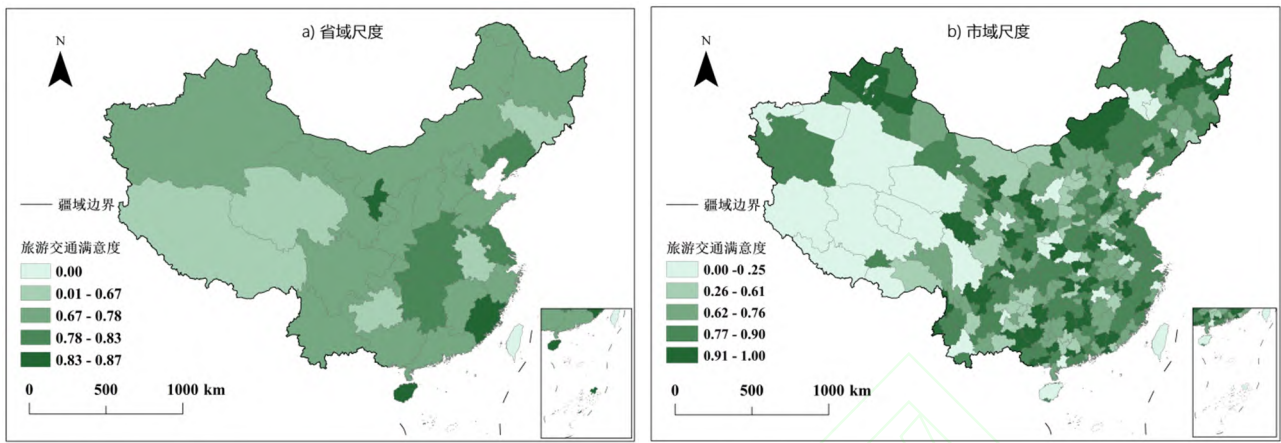 a) 省域尺度
N
疆域边界
旅游交通满意度
0.00
0.01 - 0.67
0.67 - 0.78
0.78 - 0.83
0.83 - 0.87
0 500 1000 km
b) 市域尺度
N
疆域边界
旅游交通满意度
0.00 -0 .25
0.26 - 0.61
0.62 - 0.76
0.77 - 0.90
0.91 - 1.00
0 500 1000 km